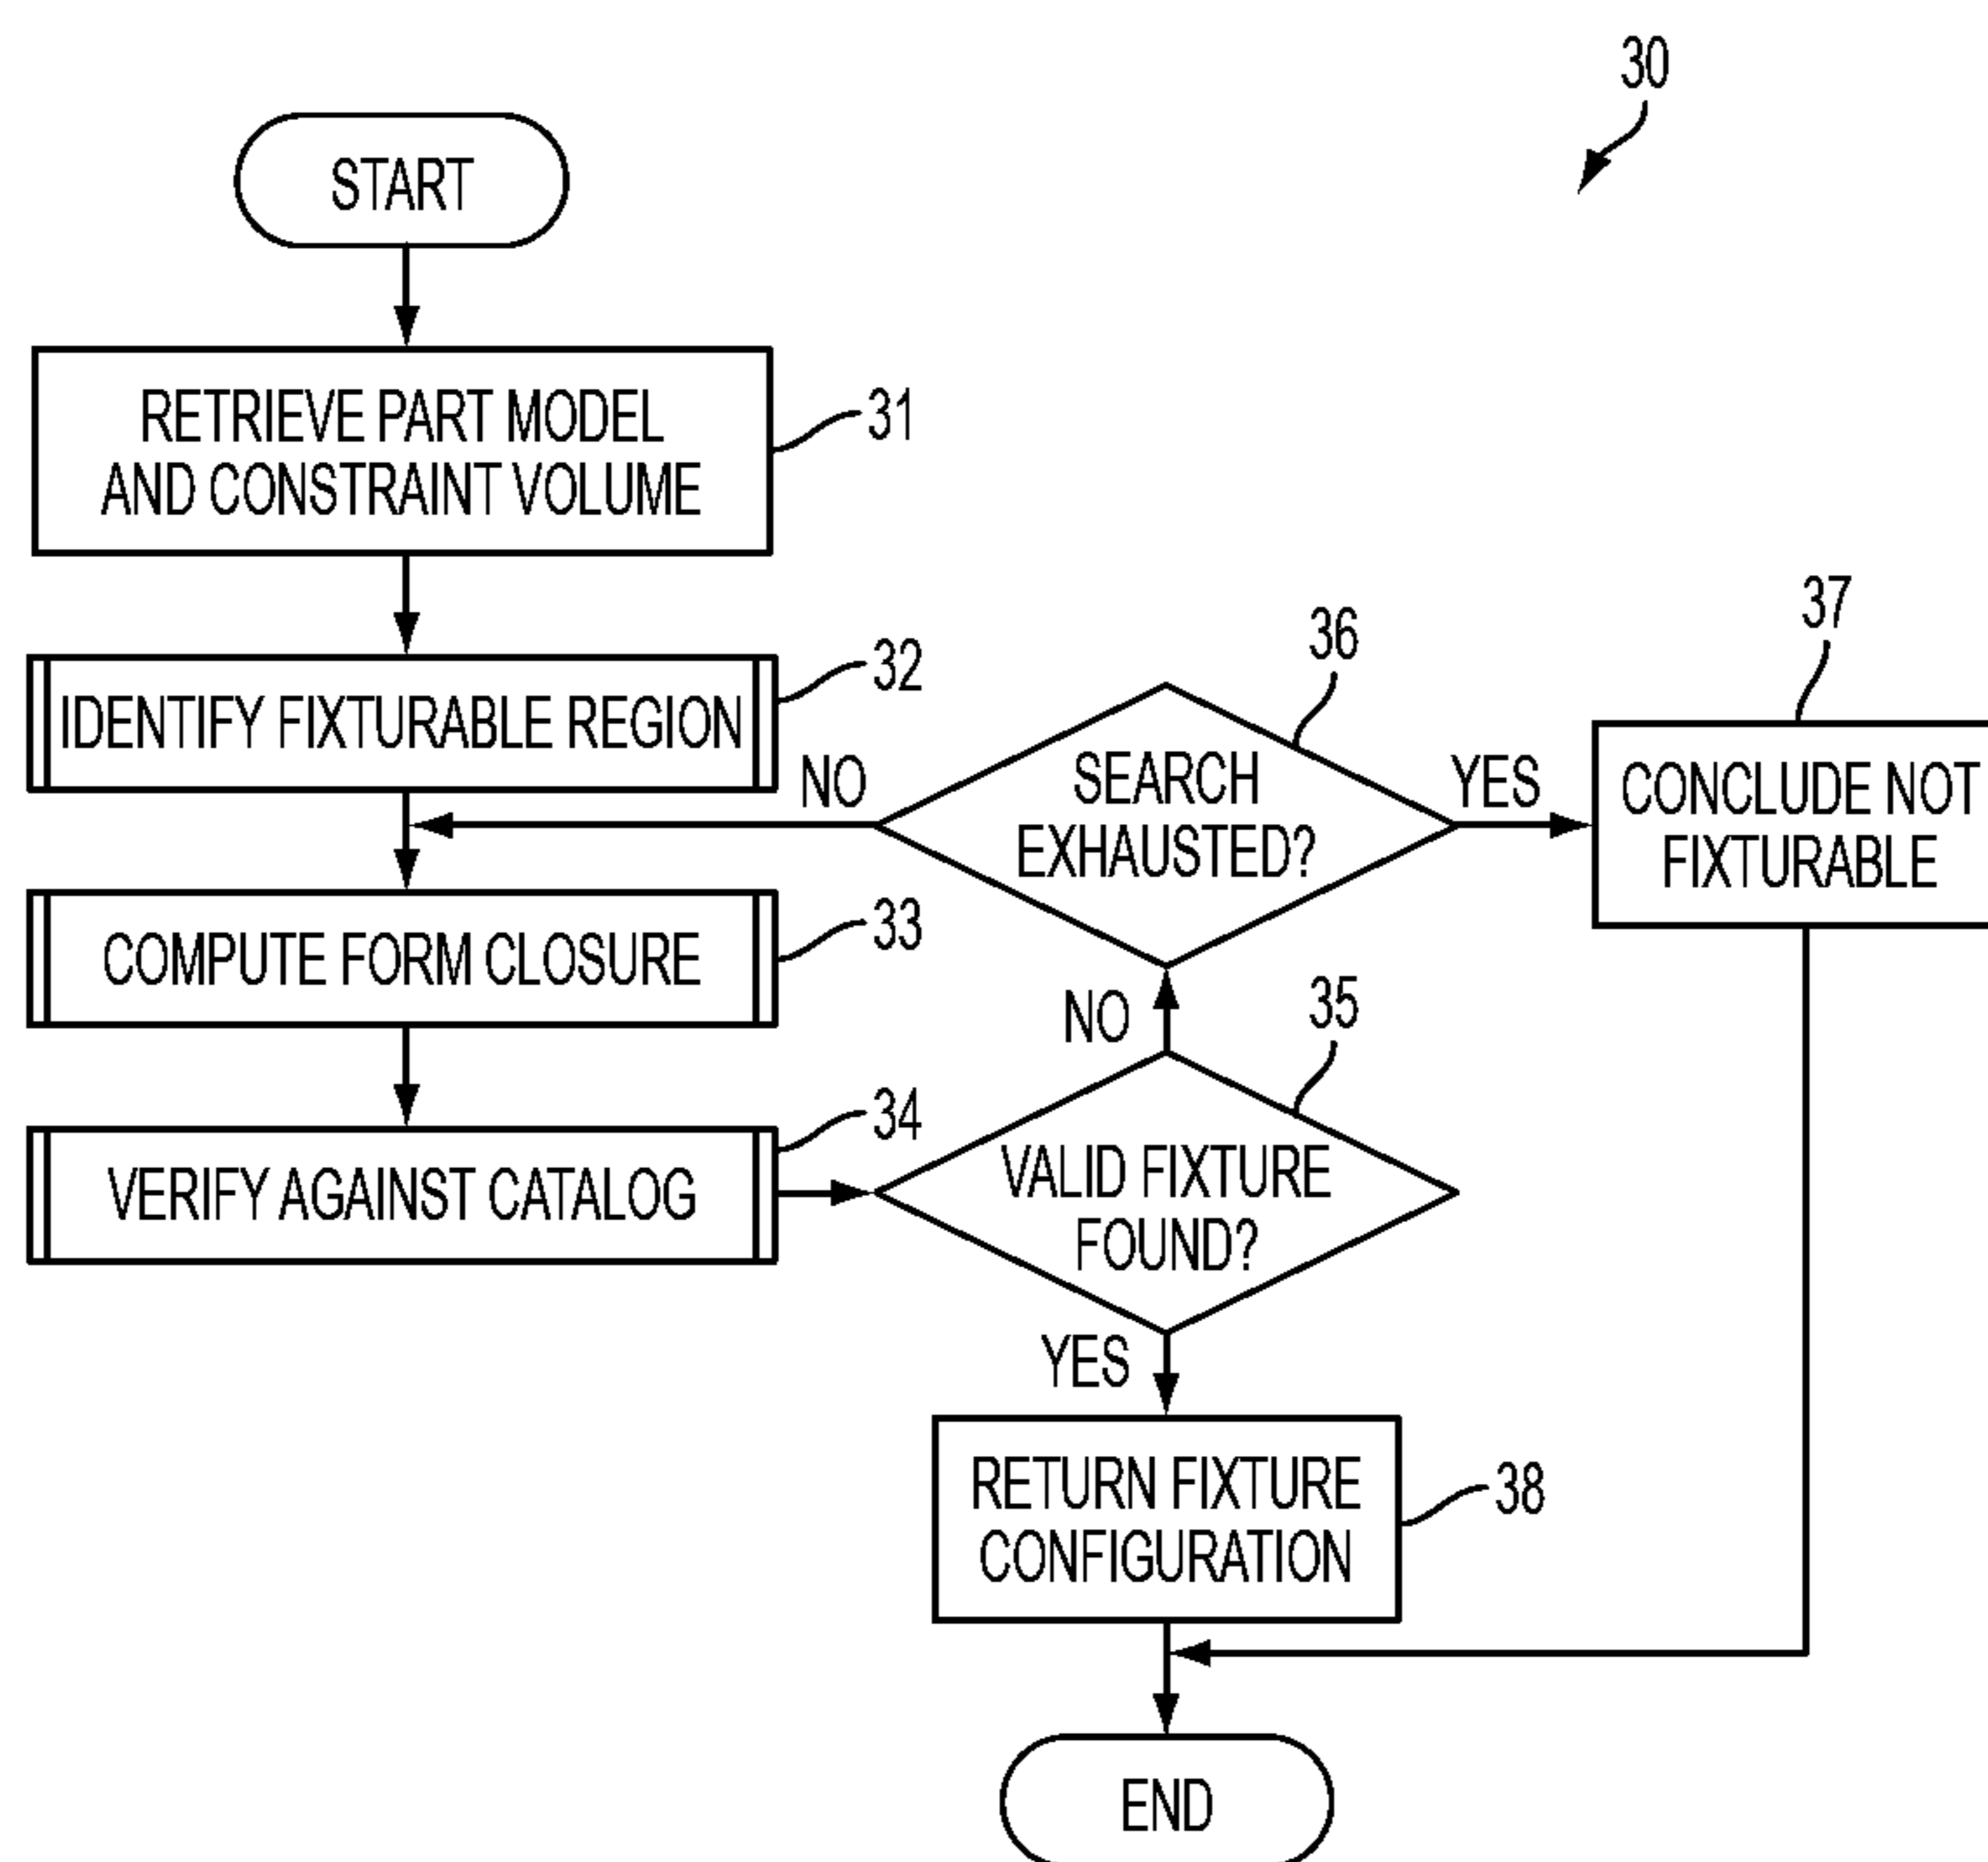 30
START
RETRIEVE PART MODEL
AND CONSTRAINT VOLUME
31
IDENTIFY FIXTURABLE REGION
32
COMPUTE FORM CLOSURE
33
VERIFY AGAINST CATALOG
34
VALID FIXTURE
FOUND?
35
NO
YES
SEARCH
EXHAUSTED?
36
NO
YES
CONCLUDE NOT
FIXTURABLE
37
RETURN FIXTURE
CONFIGURATION
38
END